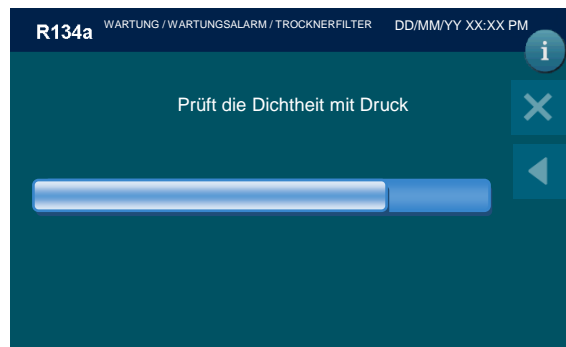 R134a WARTUNG / WARTUNGSALARM / TROCKNERFILTER DD/MM/YY XX:XX PM
i
Prüft die Dichtheit mit Druck